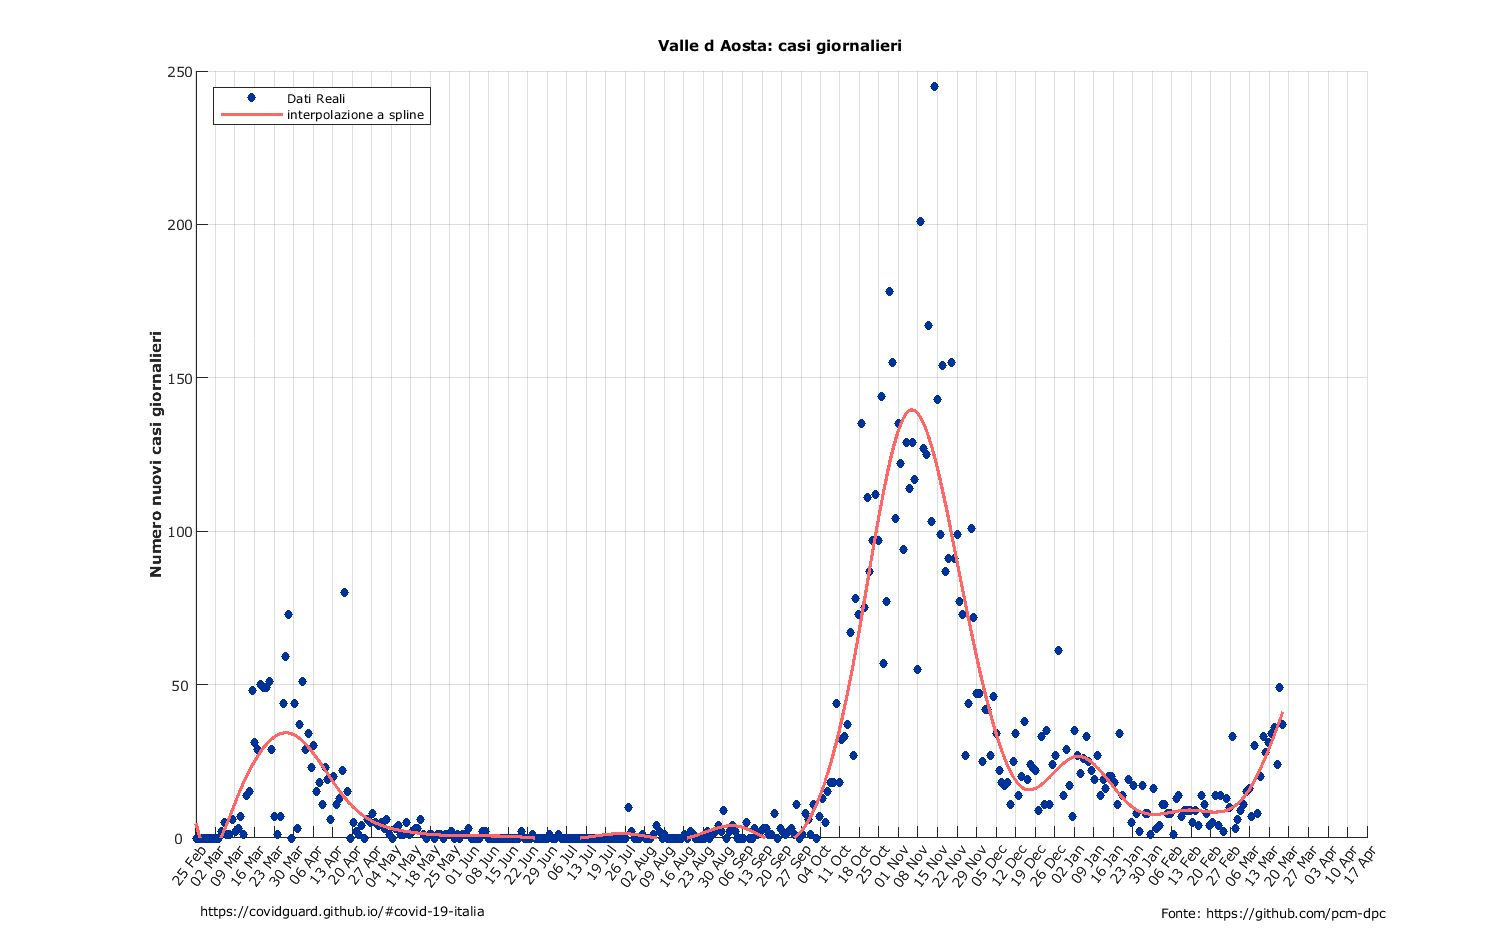 Valle d Aosta: casi giornalieri
Numero nuovi casi giornalieri
250
200
150
100
50
0
Dati Reali
interpolazione a spline
25 Feb
02 Mar
09 Mar
16 Mar
23 Mar
30 Mar
06 Apr
13 Apr
20 Apr
27 Apr
04 May
11 May
18 May
25 May
01 Jun
08 Jun
15 Jun
22 Jun
29 Jun
06 Jul
13 Jul
19 Jul
26 Jul
02 Aug
09 Aug
16 Aug
23 Aug
30 Aug
06 Sep
13 Sep
20 Sep
27 Sep
04 Oct
11 Oct
18 Oct
25 Oct
01 Nov
08 Nov
15 Nov
22 Nov
29 Nov
05 Dec
12 Dec
19 Dec
26 Dec
02 Jan
09 Jan
16 Jan
23 Jan
30 Jan
06 Feb
13 Feb
20 Feb
27 Feb
06 Mar
13 Mar
20 Mar
27 Mar
03 Apr
10 Apr
17 Apr
https://covidguard.github.io/#covid-19-italia
Fonte: https://github.com/pcm-dpc